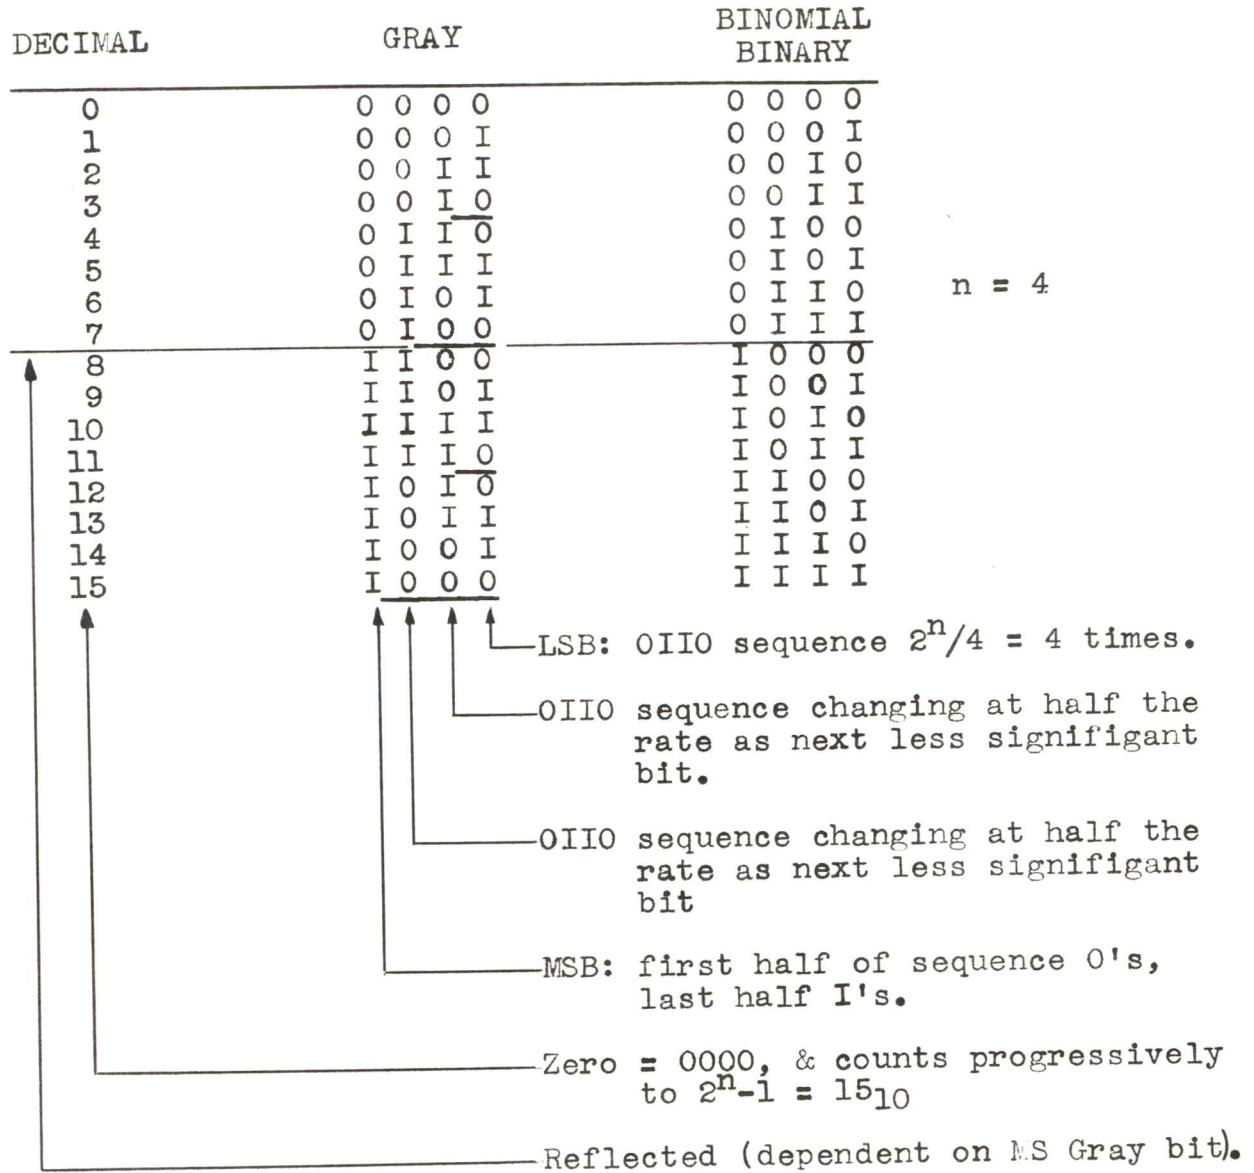 DECIMAL GRAY BINOMIAL BINARY
0 0 0 0 0 0 0 0 0
1 0 0 0 I 0 0 0 I
2 0 0 I I 0 0 I 0
3 0 0 I 0 0 0 I I
4 0 I I 0 0 I 0 0
5 0 I I I 0 I 0 I
6 0 I 0 I 0 I I 0
7 0 I 0 0 0 I I I
n = 4
8 I I 0 0 I 0 0 0
9 I I 0 I I 0 0 I
10 I I I I I 0 I 0
11 I I I 0 I 0 I I
12 I 0 I 0 I I 0 0
13 I 0 I I I I 0 I
14 I 0 0 I I I I 0
15 I 0 0 0 I I I I
LSB: OIIO sequence 2^n/4 = 4 times.
OIIO sequence changing at half the
rate as next less signifigant
bit.
OIIO sequence changing at half the
rate as next less signifigant
bit
MSB: first half of sequence O's,
last half I's.
Zero = 0000, & counts progressively
to 2^n-1 = 15₁₀
Reflected (dependent on MS Gray bit).